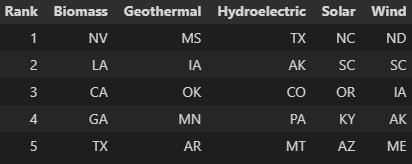 Rank Biomass Geothermal Hydroelectric Solar Wind
1 NV MS TX NC ND
2 LA IA AK SC SC
3 CA OK CO OR IA
4 GA MN PA KY AK
5 TX AR MT AZ ME